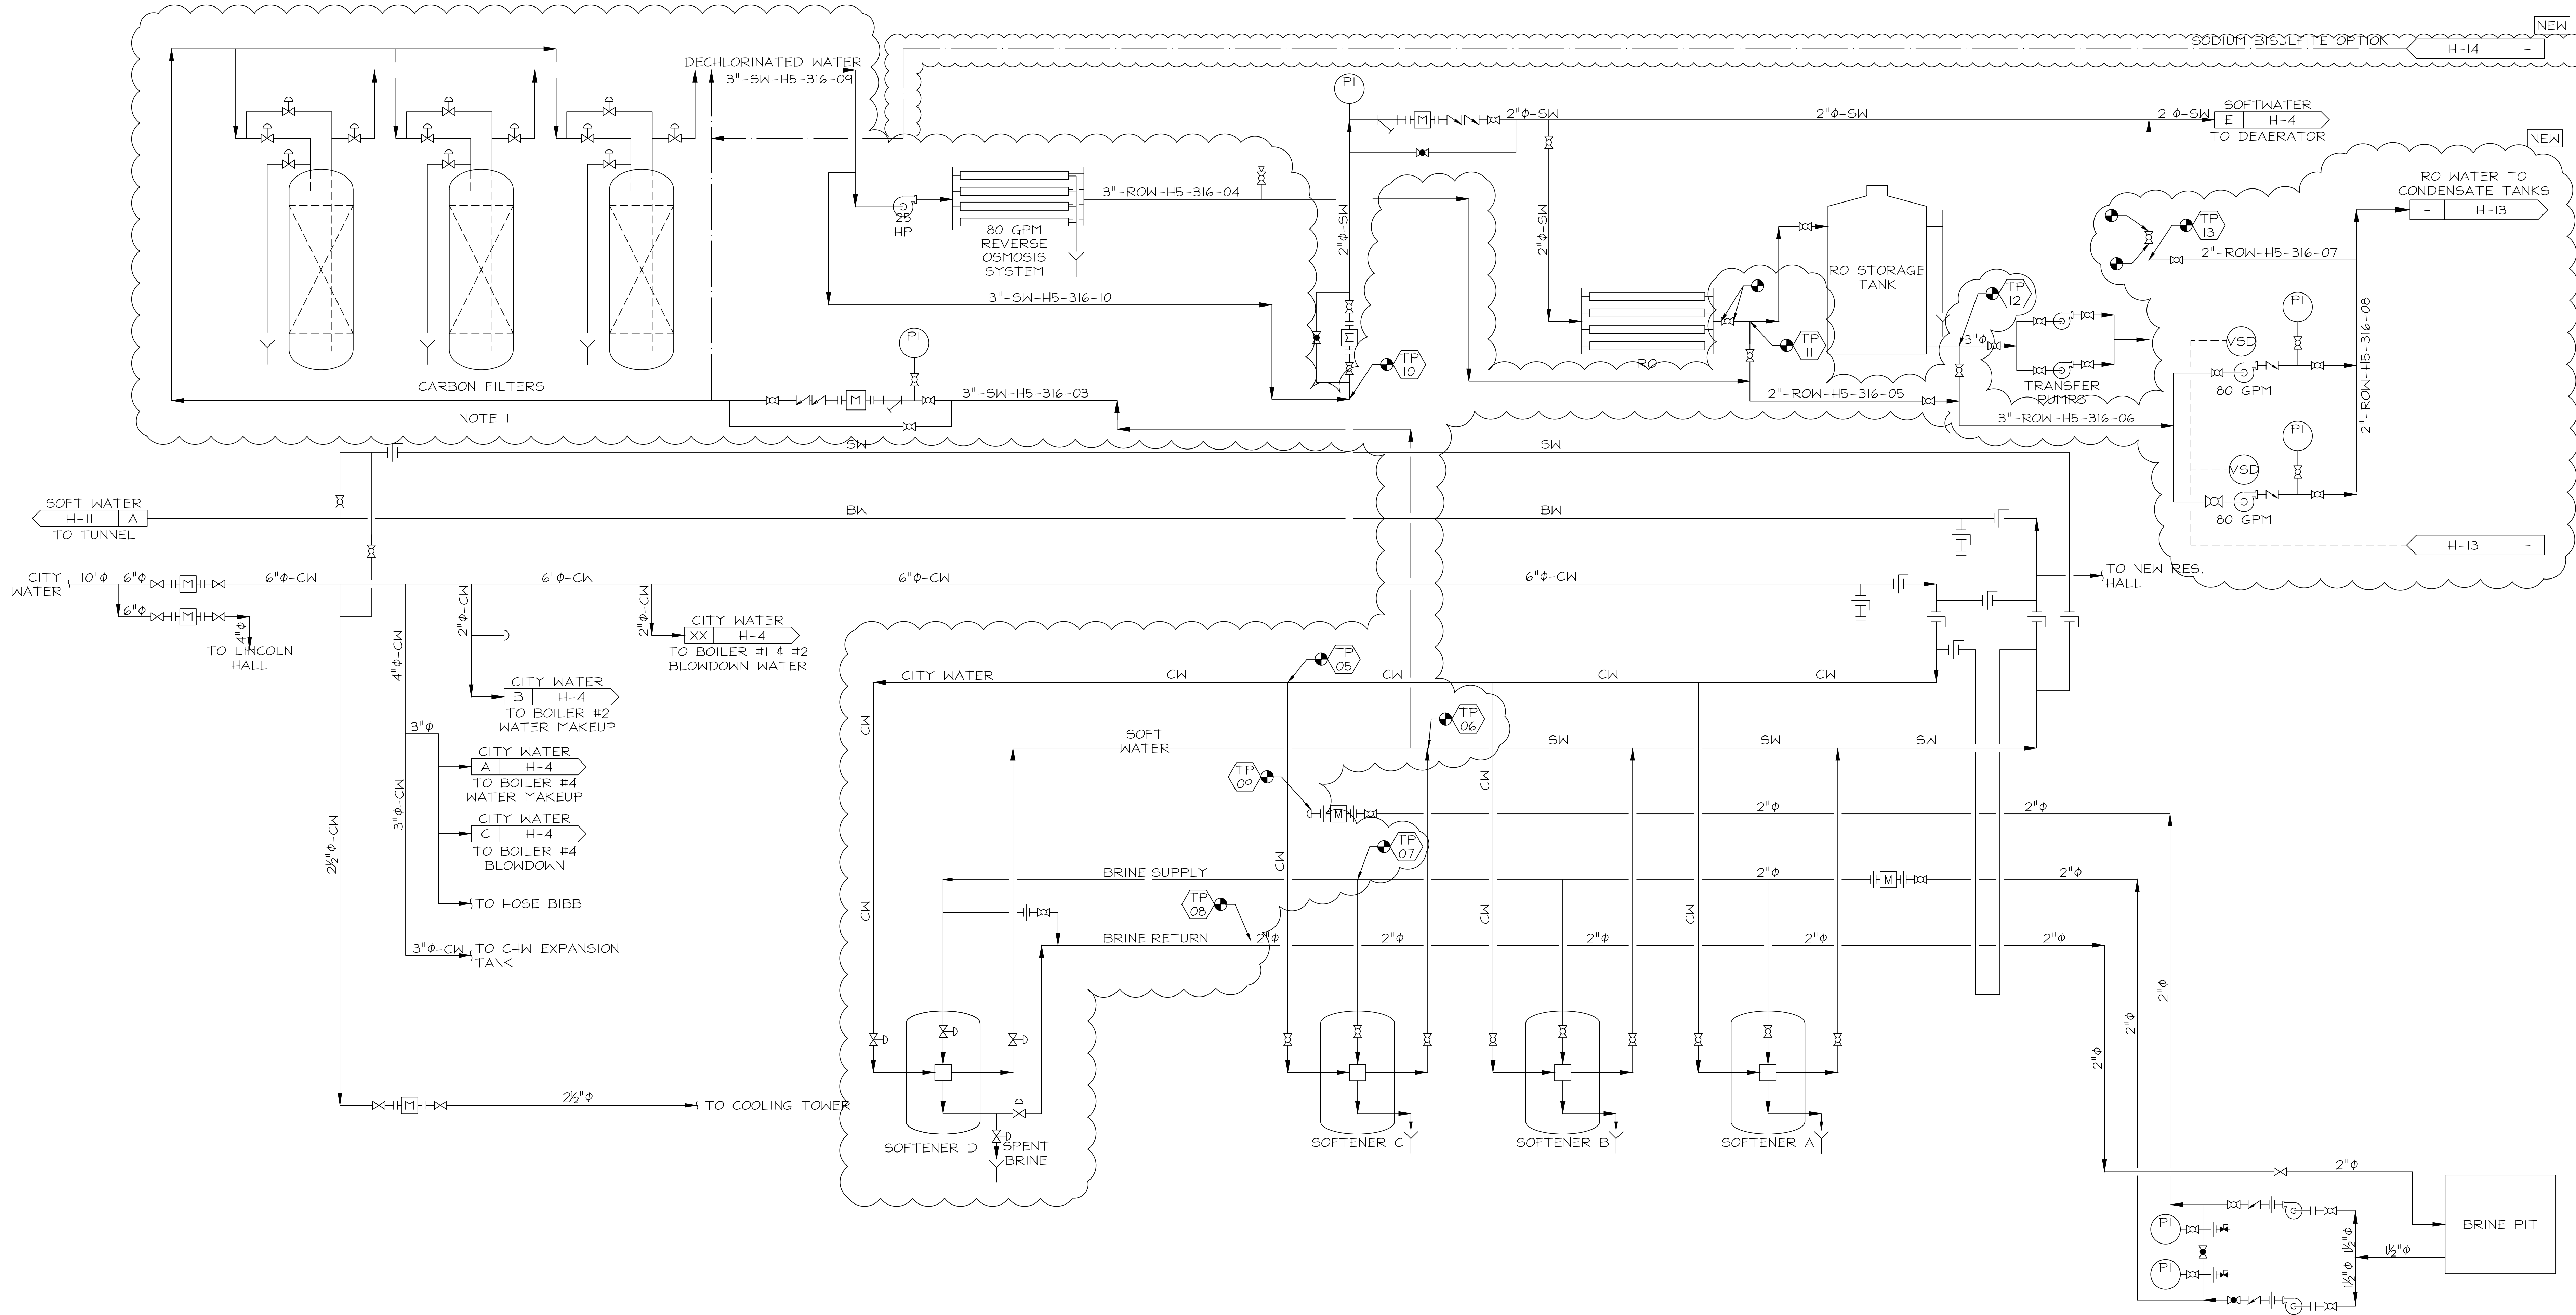 NEW
SODIUM BISULFITE OPTION
H-14 -
DECHLORINATED WATER
3"-SW-H5-316-09
PI
M
2"Φ-SW
2"Φ-SW
2"Φ-SW
SOFTWATER
E H-4
TO DEAERATOR
NEW
RO WATER TO
CONDENSATE TANKS
- H-13
3"-ROW-H5-316-04
25
HP
80 GPM
REVERSE
OSMOSIS
SYSTEM
2"Φ-SW
2"Φ-SW
TP
13
2"-ROW-H5-316-07
RO STORAGE
TANK
TP
12
3"-SW-H5-316-10
PI
Σ
PI
VSD
3"Φ
TP
11
TP
10
RO
2"-ROW-H5-316-08
80 GPM
TRANSFER
PUMPS
CARBON FILTERS
NOTE 1
M
3"-SW-H5-316-03
2"-ROW-H5-316-05
3"-ROW-H5-316-06
PI
VSD
80 GPM
H-13 -
SW
SW
SOFT WATER
H-11 A
TO TUNNEL
BW
BW
CITY
WATER
10"Φ
6"Φ
M
6"Φ-CW
6"Φ-CW
6"Φ-CW
6"Φ-CW
TO NEW RES.
HALL
6"Φ
M
4"Φ
TO LINCOLN
HALL
4"Φ-CW
2"Φ-CW
2"Φ-CW
CITY WATER
XX H-4
TO BOILER #1 & #2
BLOWDOWN WATER
CITY WATER
B H-4
TO BOILER #2
WATER MAKEUP
3"Φ
CITY WATER
A H-4
TO BOILER #4
WATER MAKEUP
3"Φ-CW
CITY WATER
C H-4
TO BOILER #4
BLOWDOWN
2½"Φ-CW
TO HOSE BIBB
3"Φ-CW
TO CHW EXPANSION
TANK
M
2½"Φ
TO COOLING TOWER
TP
05
CITY WATER
CW
CW
CW
CW
CW
TP
06
SOFT
WATER
SW
SW
SW
TP
09
CW
M
2"Φ
2"Φ
TP
07
CW
BRINE SUPPLY
2"Φ
M
2"Φ
TP
08
CW
CW
CW
BRINE RETURN
2"Φ
2"Φ
2"Φ
2"Φ
2"Φ
2"Φ
2"Φ
2"Φ
SOFTENER D
SPENT
BRINE
SOFTENER C
SOFTENER B
SOFTENER A
2"Φ
BRINE PIT
PI
1½"Φ
1½"Φ
1½"Φ
PI